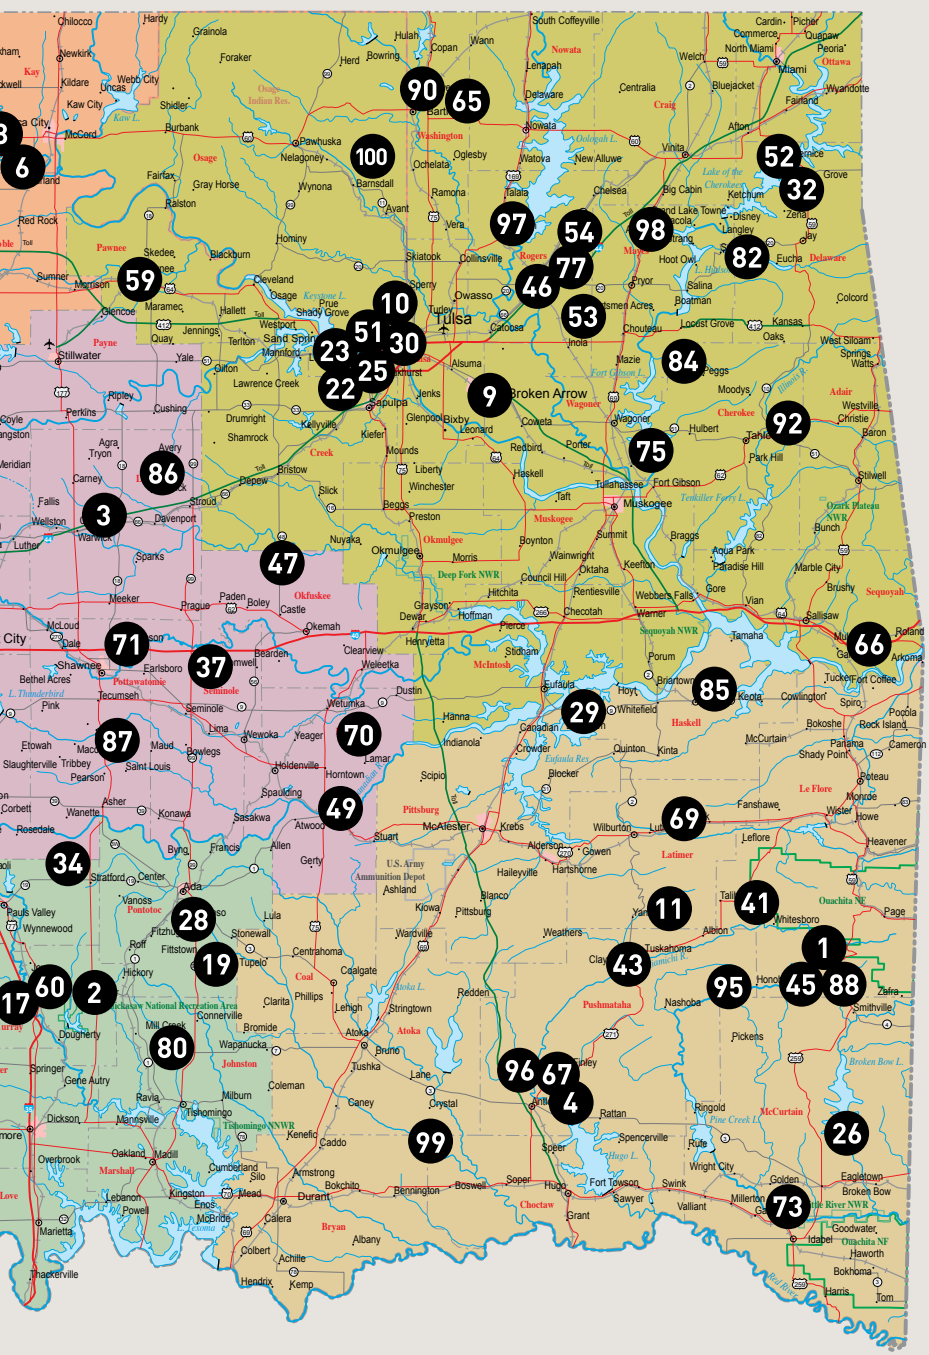 Chilocco
Hardy
Grainola
Hulah
Copan
Wann
South Coffeyville
Nowata
Cardin
Picher
Commerce
Quapaw
North Miami
Peoria
Newkirk
Foraker
Herd
Bowring
Lenapah
Welch
Miami
Ottawa
Kay
Kildare
Webb City
Uncas
Osage
Indian Res.
90
65
Delaware
Centralia
Bluejacket
Wyandotte
Fairland
Kaw City
Kaw L.
Shidler
Craig
McCord
Burbank
Washington
Nowata
Afton
6
Pawhuska
Nelagoney
100
Oglesby
Ochelata
Watova
Oologah L.
New Alluwe
Vinita
52
Osage
Fairfax
Gray Horse
Wynona
Barnsdall
Ramona
Talala
Chelsea
Big Cabin
Lake of the
Cherokees
Ketchum
32
Grove
Red Rock
Ralston
Avant
Vera
97
54
98
Disney
Langley
Zena
Jay
Pawnee
Skedee
Blackburn
Hominy
Skiatook
Collinsville
Rogers
77
Hoot Owl
82
Eucha
Delaware
Sumner
Morrison
59
Cleveland
Osage
Keystone L.
Prue
Sperry
Owasso
46
Pryor
Salina
Boatman
Colcord
Glencoe
Maramec
Hallett
Shady Grove
10
Turley
Tulsa
Catoosa
53
Chouteau
Locust Grove
Kansas
Payne
Quay
Jennings
Westport
Terlton
Mannford
51
30
23
Inola
Oaks
West Siloam
Springs
Watts
Stillwater
Yale
Oilton
25
Alsuma
Mazie
84
Peggs
Lawrence Creek
22
Jenks
9
Broken Arrow
Fort Gibson L.
Moodys
Illinois R.
Adair
Ripley
Perkins
Cushing
Drumright
Kellyville
Sapulpa
Glenpool
Bixby
Leonard
Coweta
Wagoner
Wagoner
Hulbert
Cherokee
92
Westville
Christie
Baron
Coyle
Agra
Tryon
Avery
Shamrock
Kiefer
Mounds
Redbird
Porter
75
Park Hill
Meridian
Carney
86
Creek
Bristow
Depew
Slick
Liberty
Winchester
Haskell
Tullahassee
Fort Gibson
Stilwell
Fallis
Wellston
3
Stroud
Davenport
Beggs
Preston
Taft
Muskogee
Muskogee
Tenkiller Ferry L.
Ozark Plateau
NWR
Bunch
Luther
Warwick
Nuyaka
Okmulgee
Okmulgee
Boynton
Summit
Braggs
Sparks
47
Morris
Wainwright
Aqua Park
Paradise Hill
Marble City
Meeker
Prague
Paden
Boley
Castle
Okfuskee
Deep Fork NWR
Council Hill
Oktaha
Keefton
Hitchita
Rentiesville
Webbers Falls
Gore
Brushy
Sequoyah
McLoud
Okemah
Grayson
Dewar
Hoffman
Pierce
Checotah
Warner
Vian
Sallisaw
City
Dale
71
Henryetta
Sequoyah NWR
Tamaha
Roland
66
Shawnee
Bethel Acres
Earlsboro
37
Bearden
Clearview
Weleetka
McIntosh
Stidham
Porum
Arkoma
L. Thunderbird
Pottawatomie
Tecumseh
Seminole
Dustin
Eufaula
Hoyt
Briartown
85
Keota
Cowlington
Fort Coffee
Spiro
Pink
Seminole
Wetumka
Hanna
Canadian
29
Whitefield
Haskell
Pocola
Rock Island
Etowah
Slaughterville
Tribbey
87
Maud
Lima
Wewoka
Yeager
70
Indianola
Crowder
Quinton
Kinta
McCurtain
Bokoshe
Panama
Shady Point
Cameron
Pearson
Saint Louis
Bowlegs
Holdenville
Horntown
Lamar
Scipio
Eufaula Res.
Blocker
Poteau
Corbett
Wanette
Asher
Konawa
Spaulding
Sasakwa
Atwood
49
Pittsburg
Le Flore
Monroe
Rosedale
Stuart
McAlester
Krebs
Wilburton
69
Fanshawe
Wister
Howe
34
Byng
Francis
Allen
Gerty
U.S. Army
Ammunition Depot
Alderson
Gowen
Hartshorne
Haileyville
Latimer
Leflore
Heavener
Stratford
Center
Ada
Ashland
Blanco
Pauls Valley
Vanoss
Pontotoc
28
Lula
Kiowa
Pittsburg
11
41
Whitesboro
Ouachita NF
Page
Wynnewood
Roff
Fittstown
Stonewall
Tupelo
Centrahoma
Wardville
Weathers
Albion
Tuskahoma
1
Hickory
19
Coal
Coalgate
Redden
43
Kiamichi R.
17
60
2
Clarita
Phillips
Atoka L.
Stringtown
Pushmataha
Nashoba
95
45
88
Zafra
Smithville
Chickasaw National Recreation Area
Dougherty
Mill Creek
Connerville
Bromide
Lehigh
Atoka
Atoka
Bruno
80
Wapanucka
Pickens
Broken Bow L.
Springer
Gene Autry
Johnston
Tushka
Lane
96
67
4
Coleman
Ravia
Milburn
Caney
Crystal
Rattan
Ringold
Pine Creek L.
McCurtain
26
Dickson
Mannsville
Tishomingo
Tishomingo NNWR
Kenefic
Caddo
99
Spencerville
Rufe
Overbrook
Oakland
Madill
Marshall
Cumberland
Silo
Armstrong
Hugo L.
Wright City
Eagletown
Broken Bow
Golden
Lebanon
Powell
Kingston
Enos
McBride
Mead
Durant
Bokchito
Bennington
Boswell
Soper
Hugo
Fort Towson
Sawyer
Swink
Valliant
Millerton
73
Little River NWR
Love
Marietta
Calera
Bryan
Albany
Choctaw
Grant
Idabel
Goodwater
Ouachita NF
Haworth
Thackerville
Colbert
Achille
Hendrix
Kemp
Red River
Bokhoma
Harris
Tom